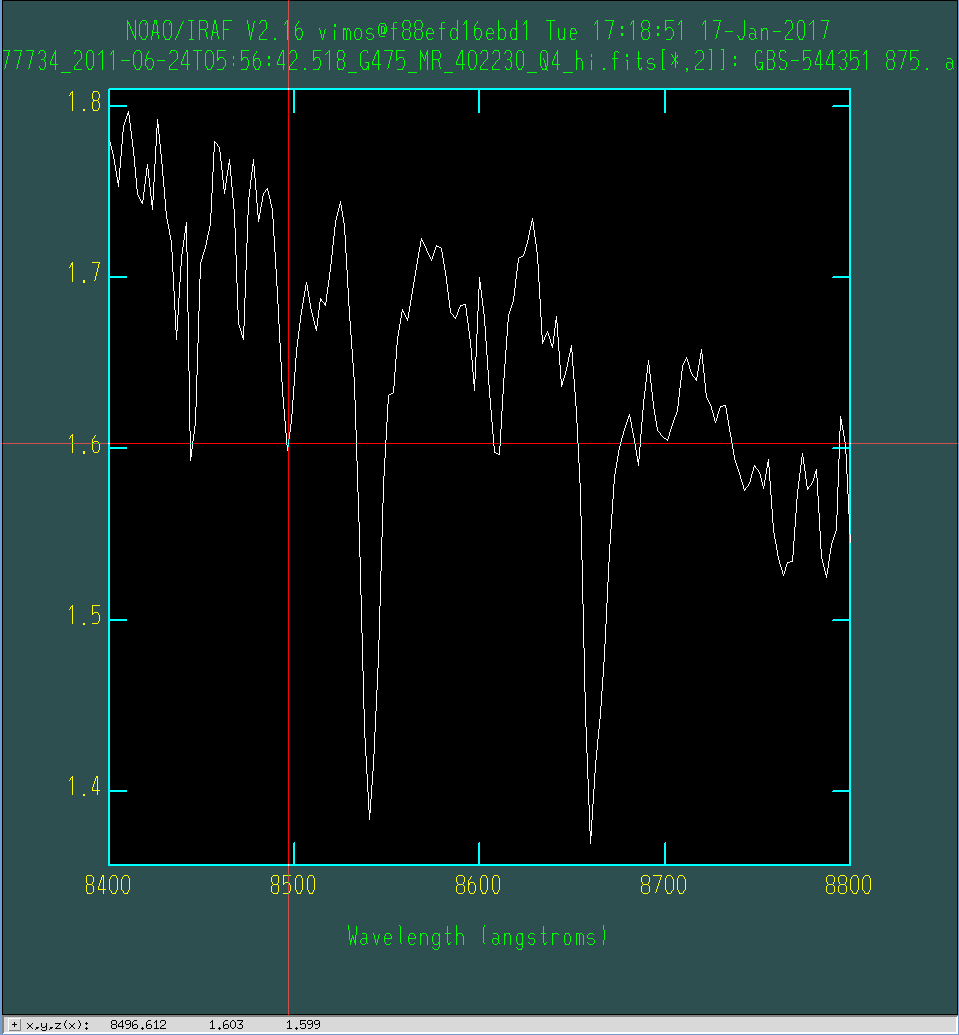 NOAO/IRAF V2.16 vimos@f88efd16ebd1 Tue 17:18:51 17-Jan-2017
77734_2011-06-24T05:56:42.518_G475_MR_402230_Q4_hi.fits[*,2]]: GBS-544351 875. a
1.8
1.7
1.6
1.5
1.4
8400 8500 8600 8700 8800
Wavelength (angstroms)
+ x,y,z(x): 8496.612 1.603 1.599